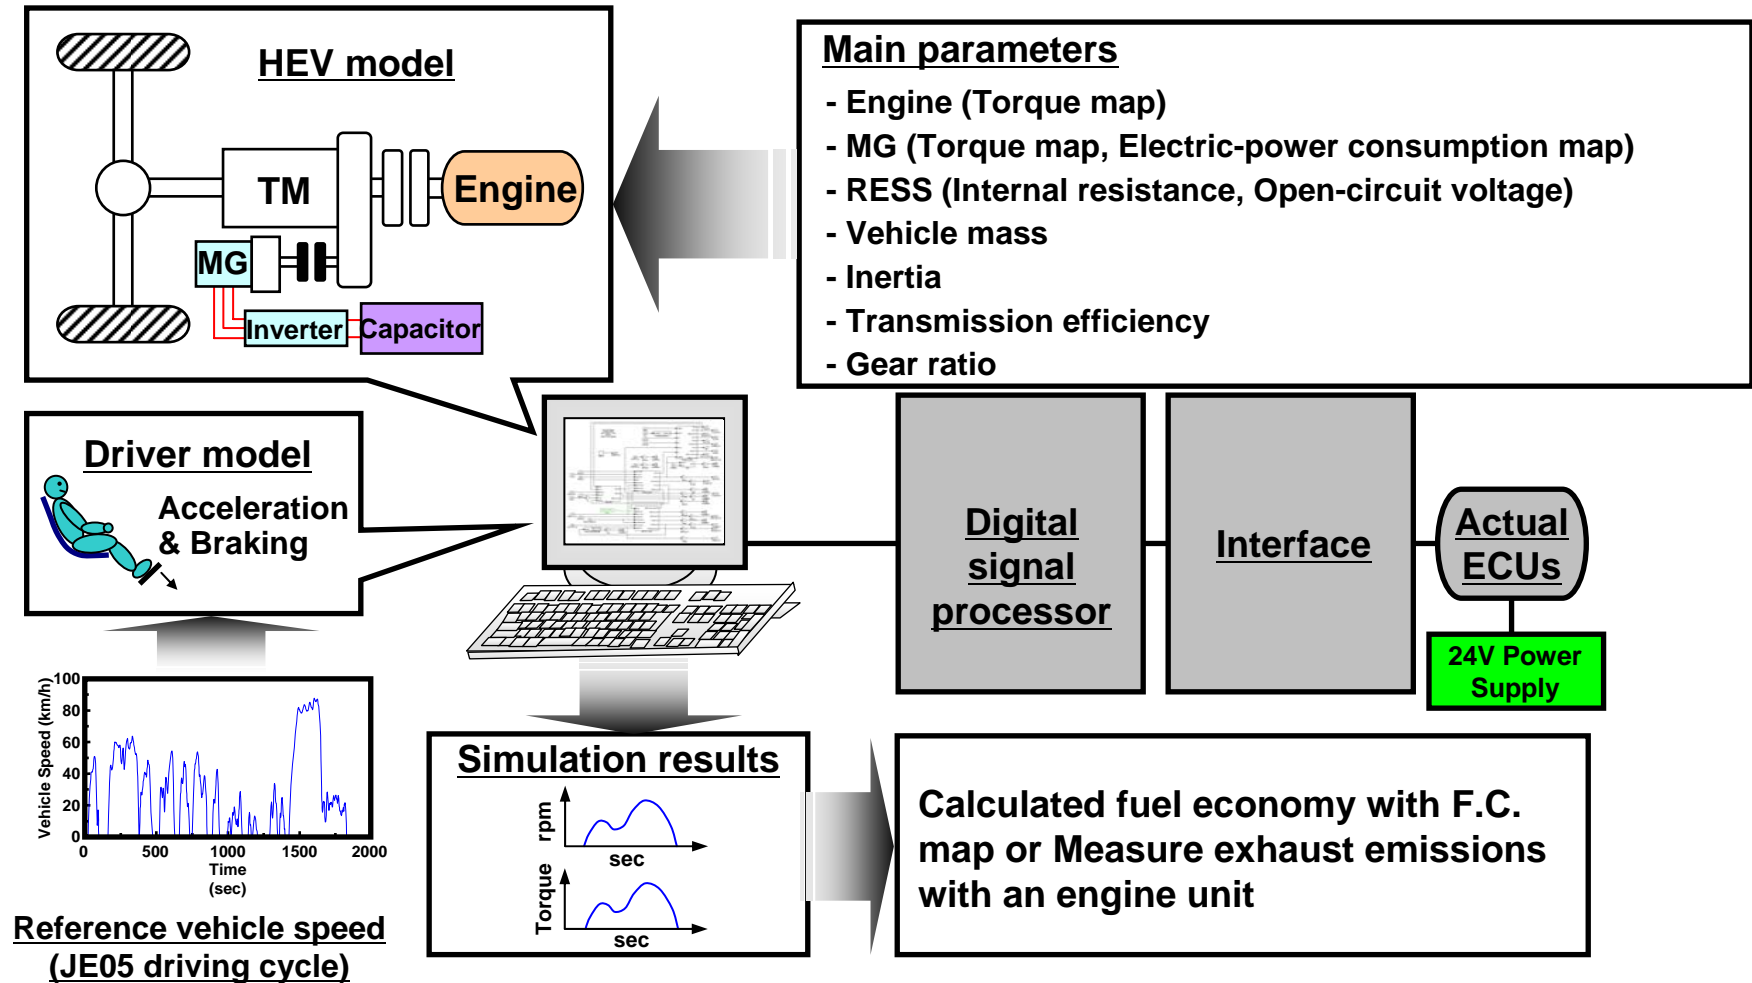 HEV model
TM
Engine
MG
Inverter
Capacitor
Main parameters
- Engine (Torque map)
- MG (Torque map, Electric-power consumption map)
- RESS (Internal resistance, Open-circuit voltage)
- Vehicle mass
- Inertia
- Transmission efficiency
- Gear ratio
Driver model
Acceleration
& Braking
Digital
signal
processor
Interface
Actual
ECUs
24V Power
Supply
Vehicle Speed (km/h)
100
80
60
40
20
0
0 500 1000 1500 2000
Time
(sec)
Reference vehicle speed
(JE05 driving cycle)
Simulation results
rpm
sec
Torque
sec
Calculated fuel economy with F.C.
map or Measure exhaust emissions
with an engine unit